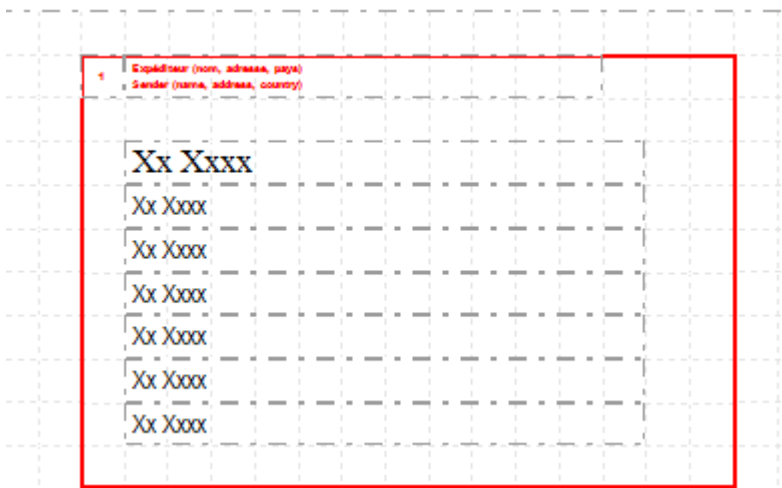 1 Expéditeur (nom, adresse, pays)
Sender (name, address, country)
Xx Xxxx
Xx Xxxx
Xx Xxxx
Xx Xxxx
Xx Xxxx
Xx Xxxx
Xx Xxxx